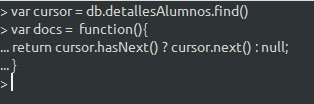 > var cursor = db.detallesAlumnos.find()
> var docs =  function(){
... return cursor.hasNext() ? cursor.next() : null;
... }
>